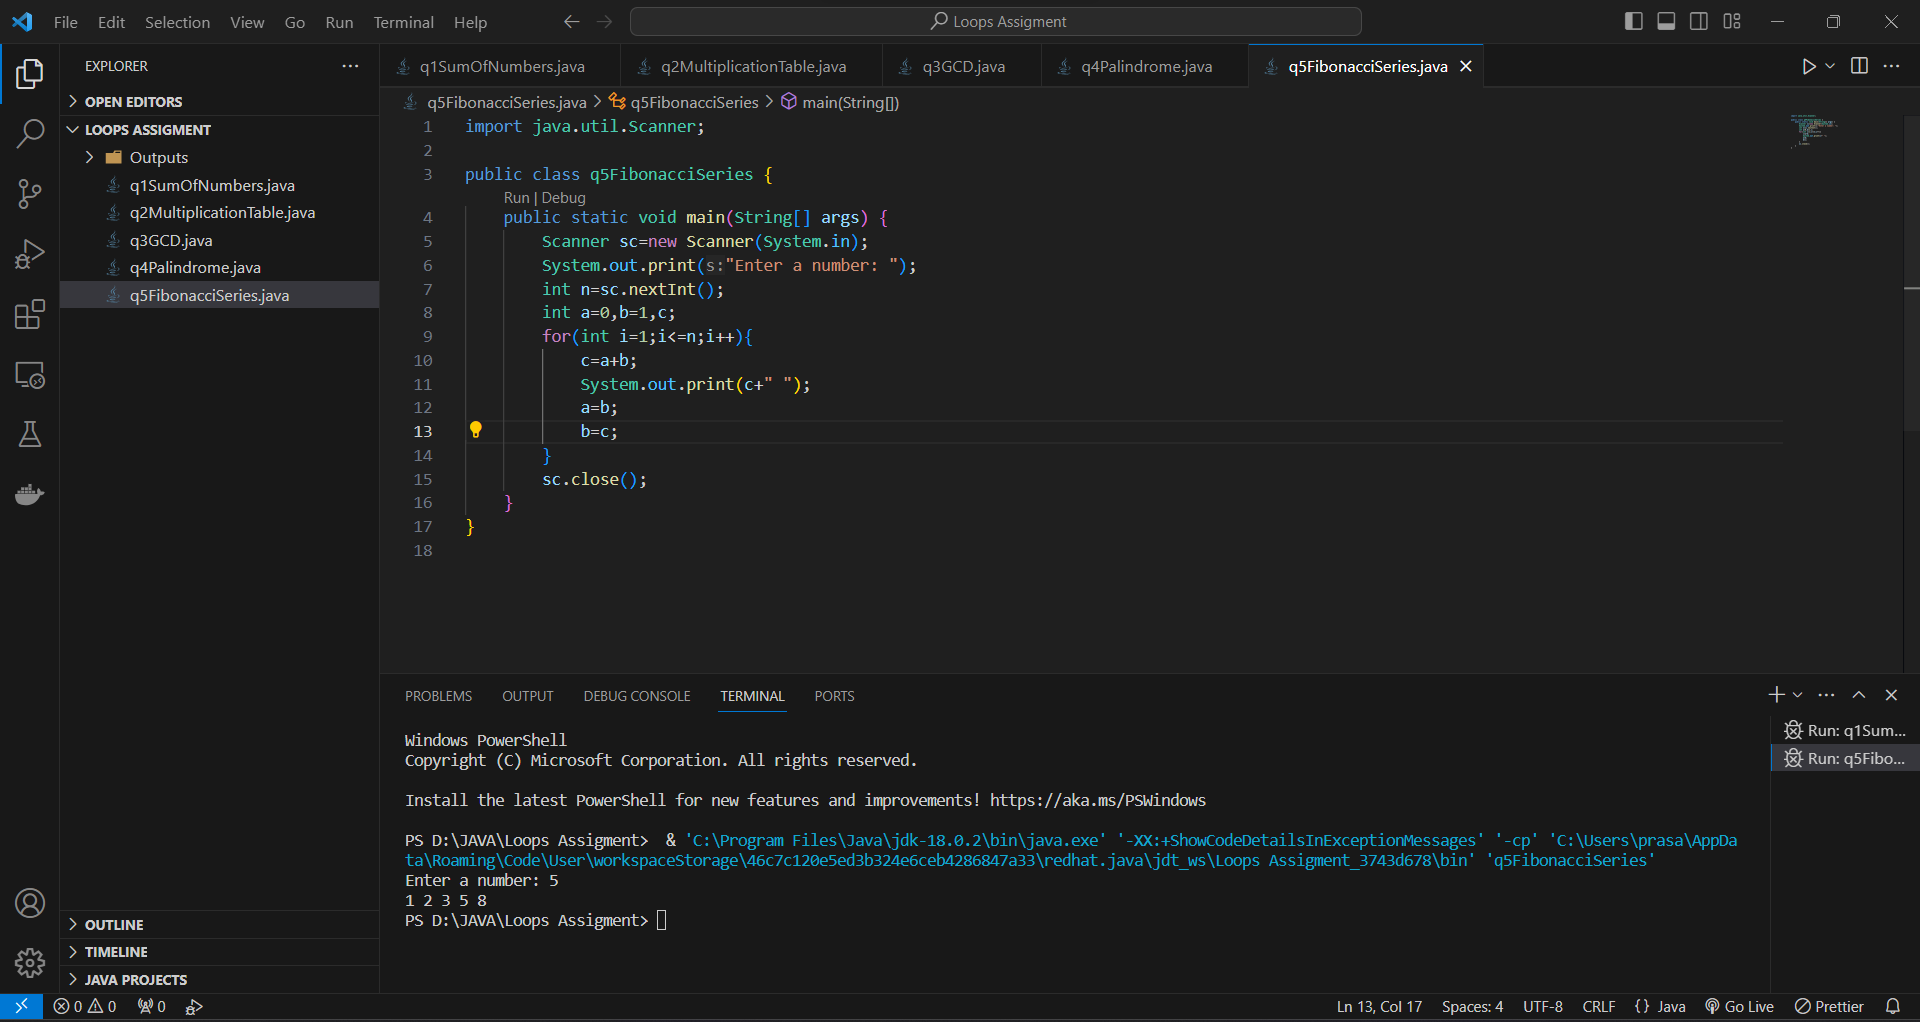 File Edit Selection View Go Run Terminal Help
Loops Assigment
EXPLORER
OPEN EDITORS
LOOPS ASSIGMENT
Outputs
q1SumOfNumbers.java
q2MultiplicationTable.java
q3GCD.java
q4Palindrome.java
q5FibonacciSeries.java
OUTLINE
TIMELINE
JAVA PROJECTS
q1SumOfNumbers.java q2MultiplicationTable.java q3GCD.java q4Palindrome.java q5FibonacciSeries.java
q5FibonacciSeries.java > q5FibonacciSeries > main(String[])
1 import java.util.Scanner;
2
3 public class q5FibonacciSeries {
Run | Debug
4 public static void main(String[] args) {
5 Scanner sc=new Scanner(System.in);
6 System.out.print(s:"Enter a number: ");
7 int n=sc.nextInt();
8 int a=0,b=1,c;
9 for(int i=1;i<=n;i++){
10 c=a+b;
11 System.out.print(c+" ");
12 a=b;
13 b=c;
14 }
15 sc.close();
16 }
17 }
18
PROBLEMS OUTPUT DEBUG CONSOLE TERMINAL PORTS
Windows PowerShell
Copyright (C) Microsoft Corporation. All rights reserved.
Install the latest PowerShell for new features and improvements! https://aka.ms/PSWindows
PS D:\JAVA\Loops Assigment> & 'C:\Program Files\Java\jdk-18.0.2\bin\java.exe' '-XX:+ShowCodeDetailsInExceptionMessages' '-cp' 'C:\Users\prasa\AppDa
ta\Roaming\Code\User\workspaceStorage\46c7c120e5ed3b324e6ceb4286847a33\redhat.java\jdt_ws\Loops Assigment_3743d678\bin' 'q5FibonacciSeries'
Enter a number: 5
1 2 3 5 8
PS D:\JAVA\Loops Assigment>
Run: q1Sum...
Run: q5Fibo...
0 0 0
Ln 13, Col 17 Spaces: 4 UTF-8 CRLF {} Java Go Live Prettier